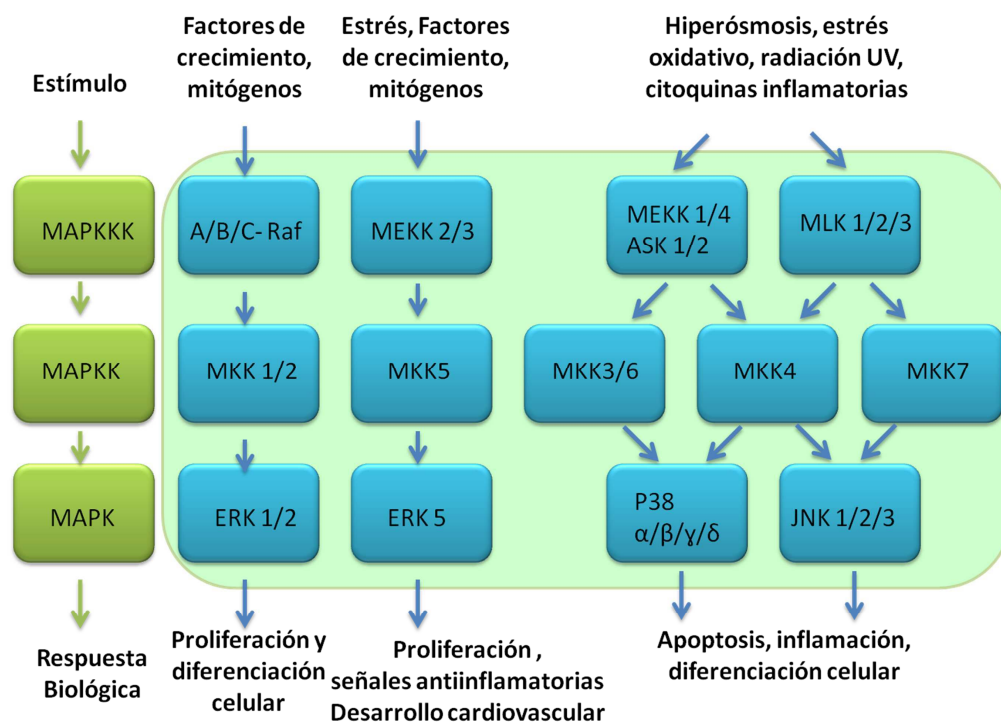 Estímulo
MAPKKK
MAPKK
MAPK
Respuesta
Biológica
Factores de
crecimiento,
mitógenos
A/B/C- Raf
MKK 1/2
ERK 1/2
Proliferación y
diferenciación
celular
Estrés, Factores
de crecimiento,
mitógenos
MEKK 2/3
MKK5
ERK 5
Proliferación ,
señales antiinflamatorias
Desarrollo cardiovascular
Hiperósmosis, estrés
oxidativo, radiación UV,
citoquinas inflamatorias
MEKK 1/4
ASK 1/2
MLK 1/2/3
MKK3/6
MKK4
MKK7
P38
α/β/ɣ/δ
JNK 1/2/3
Apoptosis, inflamación,
diferenciación celular